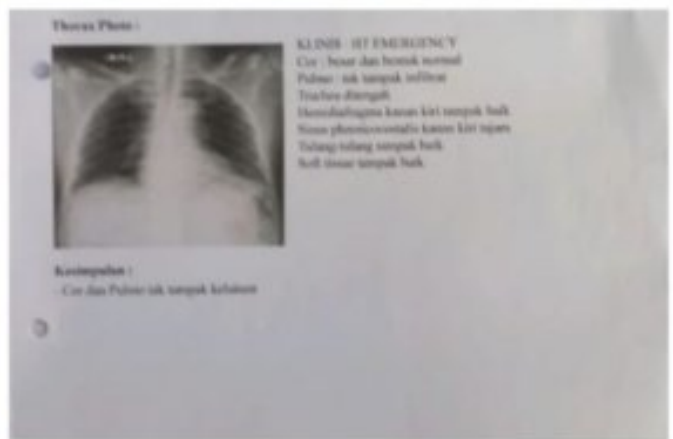 Thorax Photo :
KLINIS : HT EMERGENCY
Cor : besar dan bentuk normal
Pulmo : tak tampak infiltrat
Trachea ditengah
Hemidiafragma kanan kiri tampak baik
Sinus phrenicocostalis kanan kiri tajam
Tulang-tulang tampak baik
Soft tissue tampak baik
Kesimpulan :
- Cor dan Pulmo tak tampak kelainan